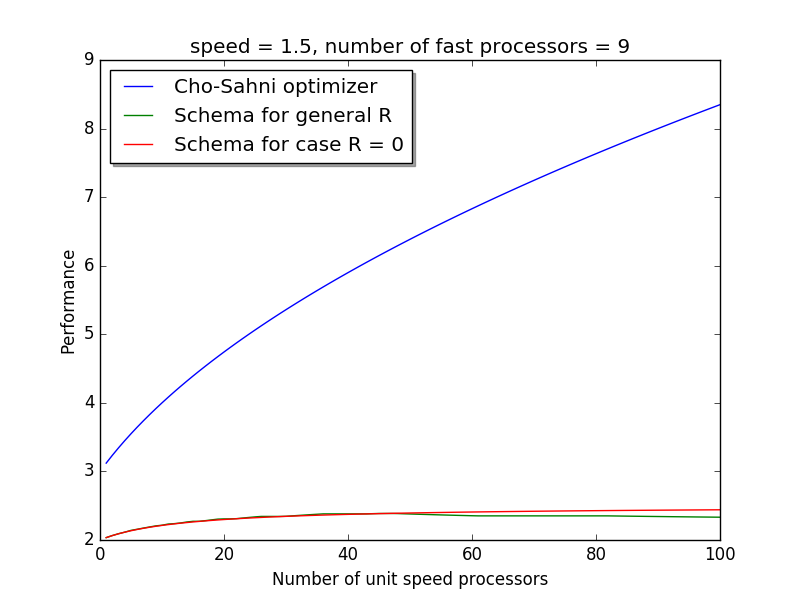 speed = 1.5, number of fast processors = 9
Cho-Sahni optimizer
Schema for general R
Schema for case R = 0
Performance
9
8
7
6
5
4
3
2
0 20 40 60 80 100
Number of unit speed processors